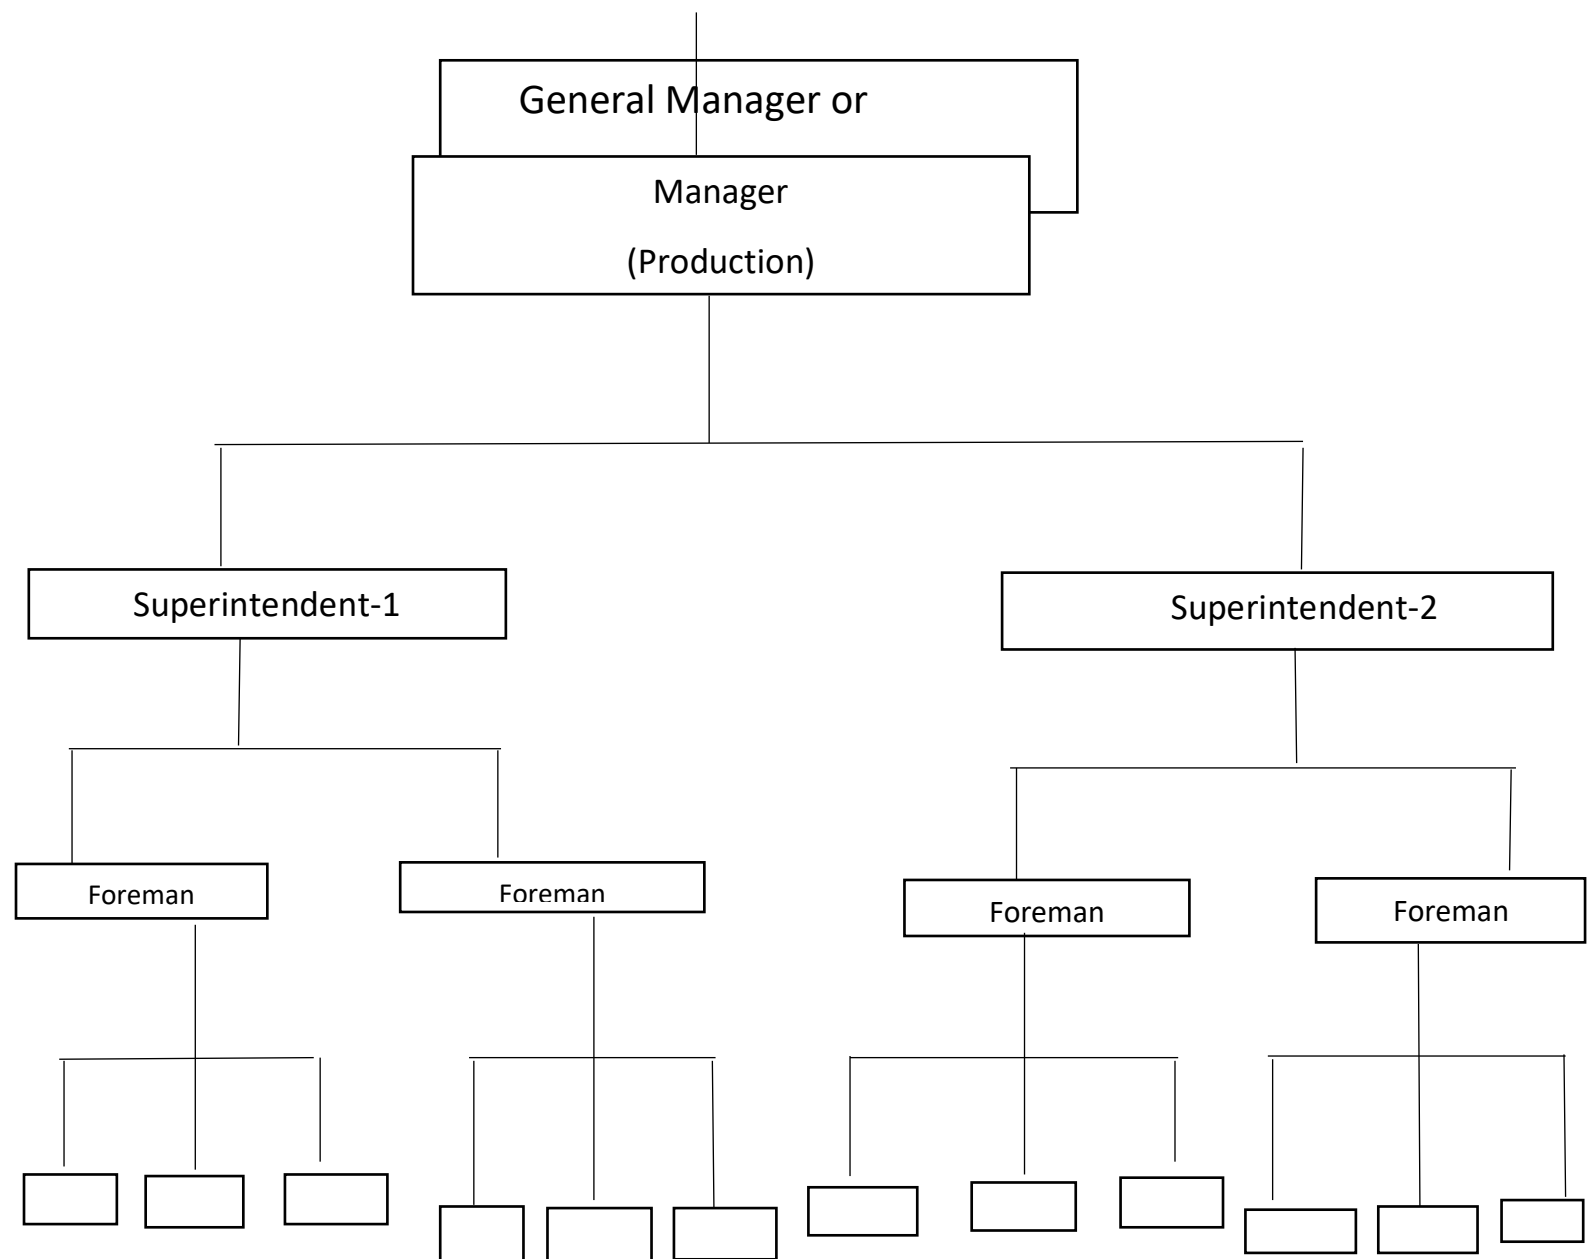 General Manager or
Manager
(Production)
Superintendent-1
Superintendent-2
Foreman
Foreman
Foreman
Foreman